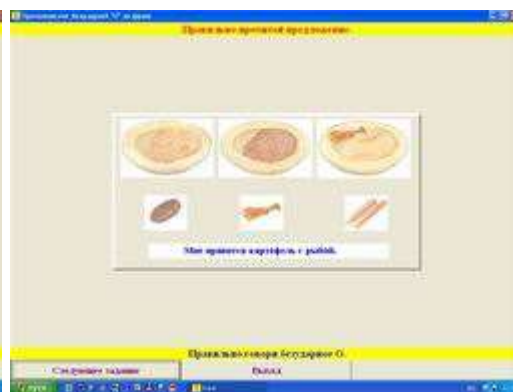 Правильно прочитай предложение.
Мне нравится картофель с рыбой.
Правильно говори безударное О.
Следующее задание
Выход